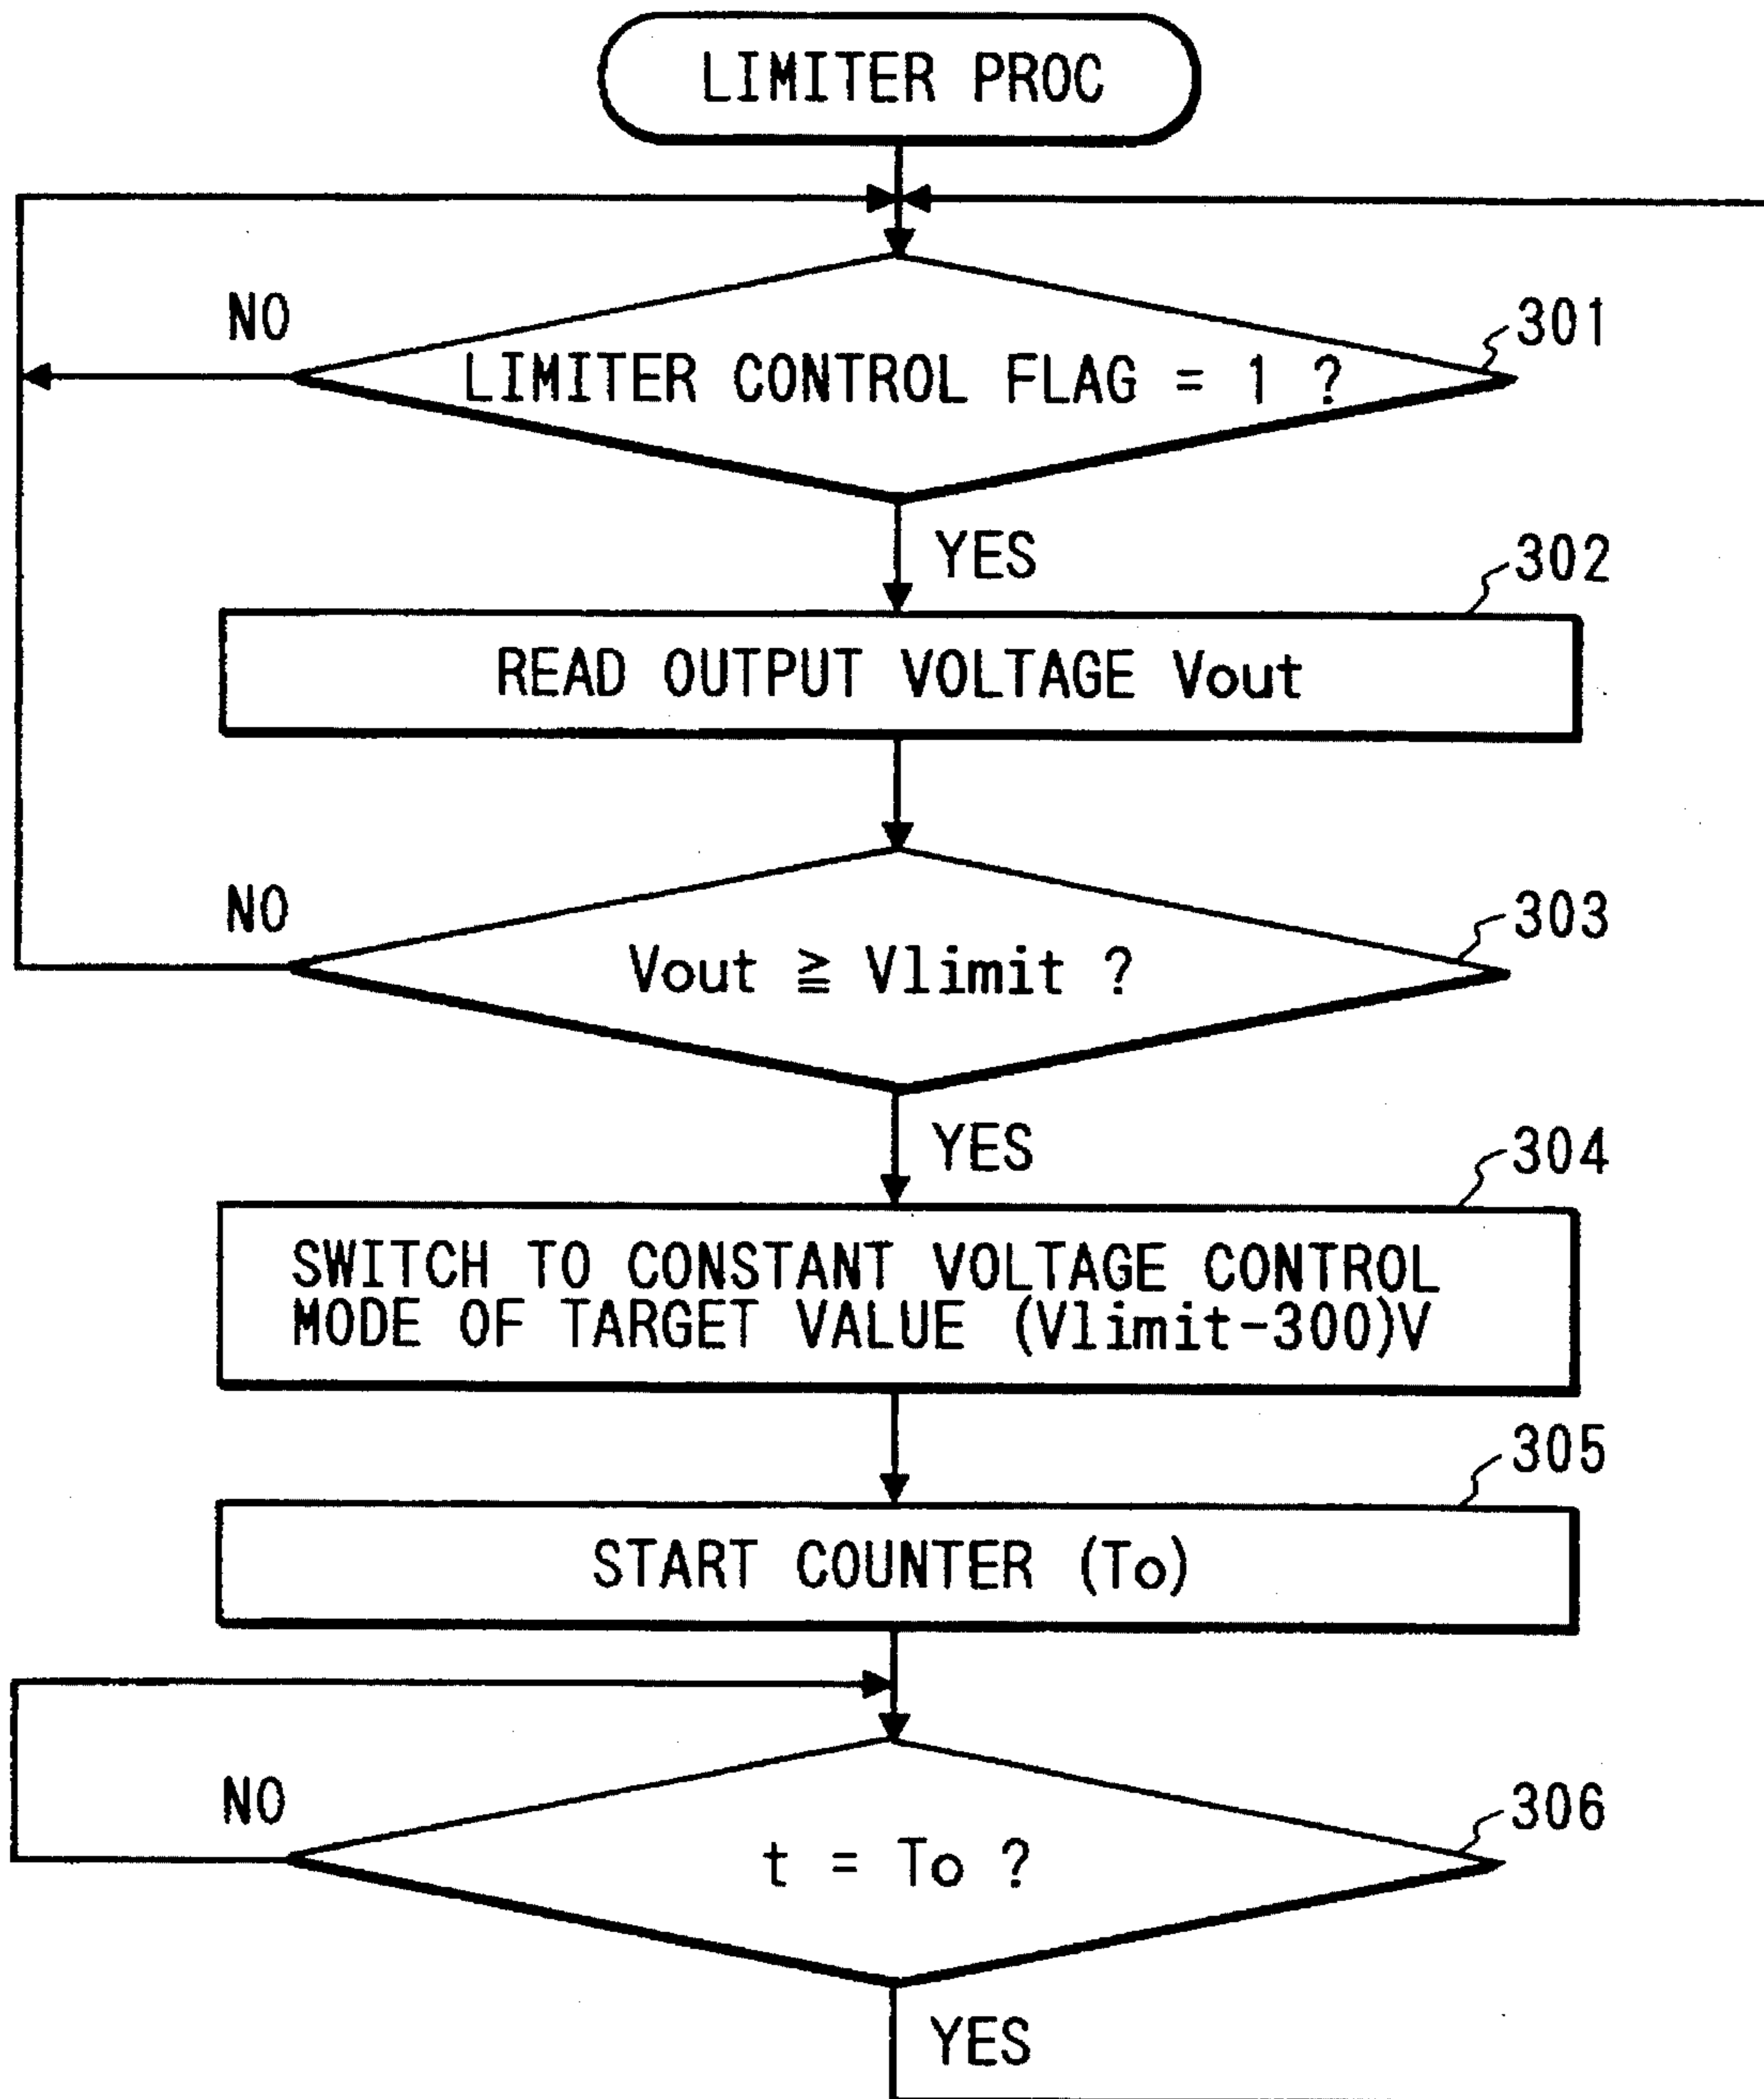 LIMITER PROC
NO
LIMITER CONTROL FLAG = 1 ?
301
YES
302
READ OUTPUT VOLTAGE Vout
NO
Vout ≧ Vlimit ?
303
YES
304
SWITCH TO CONSTANT VOLTAGE CONTROL
MODE OF TARGET VALUE (Vlimit-300)V
305
START COUNTER (To)
NO
t = To ?
306
YES